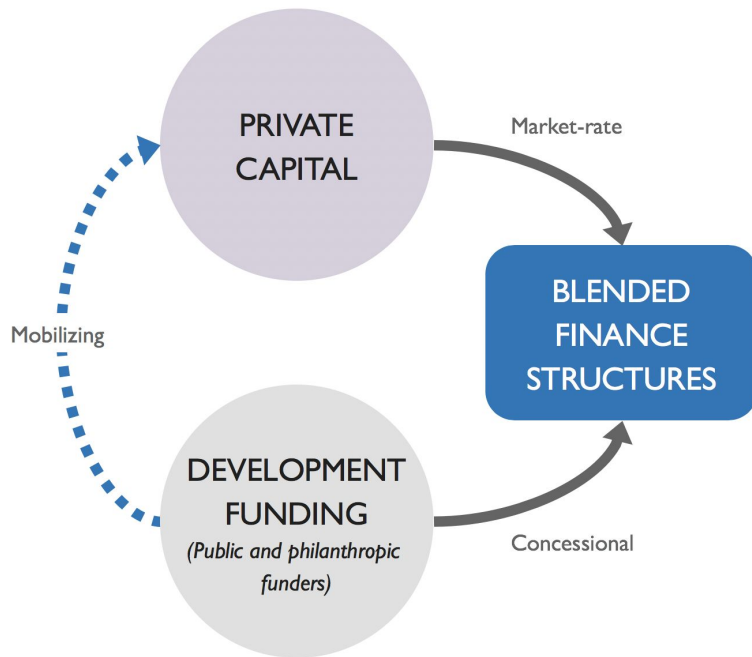 PRIVATE
CAPITAL
Market-rate
BLENDED
FINANCE
STRUCTURES
Mobilizing
DEVELOPMENT
FUNDING
(Public and philanthropic
funders)
Concessional